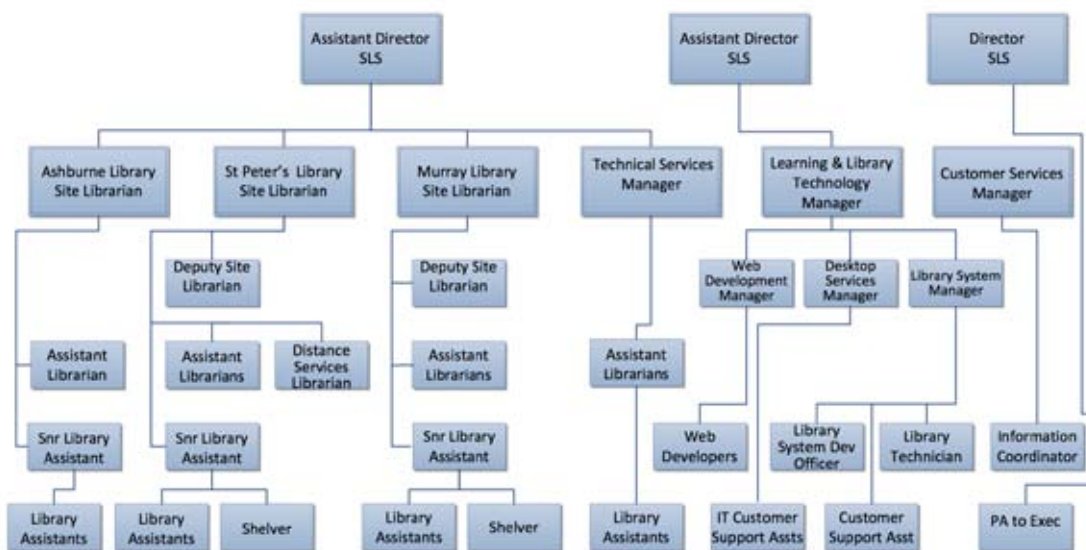 Assistant Director
SLS
Assistant Director
SLS
Director
SLS
Ashburne Library
Site Librarian
St Peter's Library
Site Librarian
Murray Library
Site Librarian
Technical Services
Manager
Learning & Library
Technology
Manager
Customer Services
Manager
Deputy Site
Librarian
Deputy Site
Librarian
Web
Development
Manager
Desktop
Services
Manager
Library System
Manager
Assistant
Librarian
Assistant
Librarians
Distance
Services
Librarian
Assistant
Librarians
Assistant
Librarians
Snr Library
Assistant
Snr Library
Assistant
Snr Library
Assistant
Web
Developers
Library
System Dev
Officer
Library
Technician
Information
Coordinator
Library
Assistants
Library
Assistants
Shelver
Library
Assistants
Shelver
Library
Assistants
IT Customer
Support Assts
Customer
Support Asst
PA to Exec